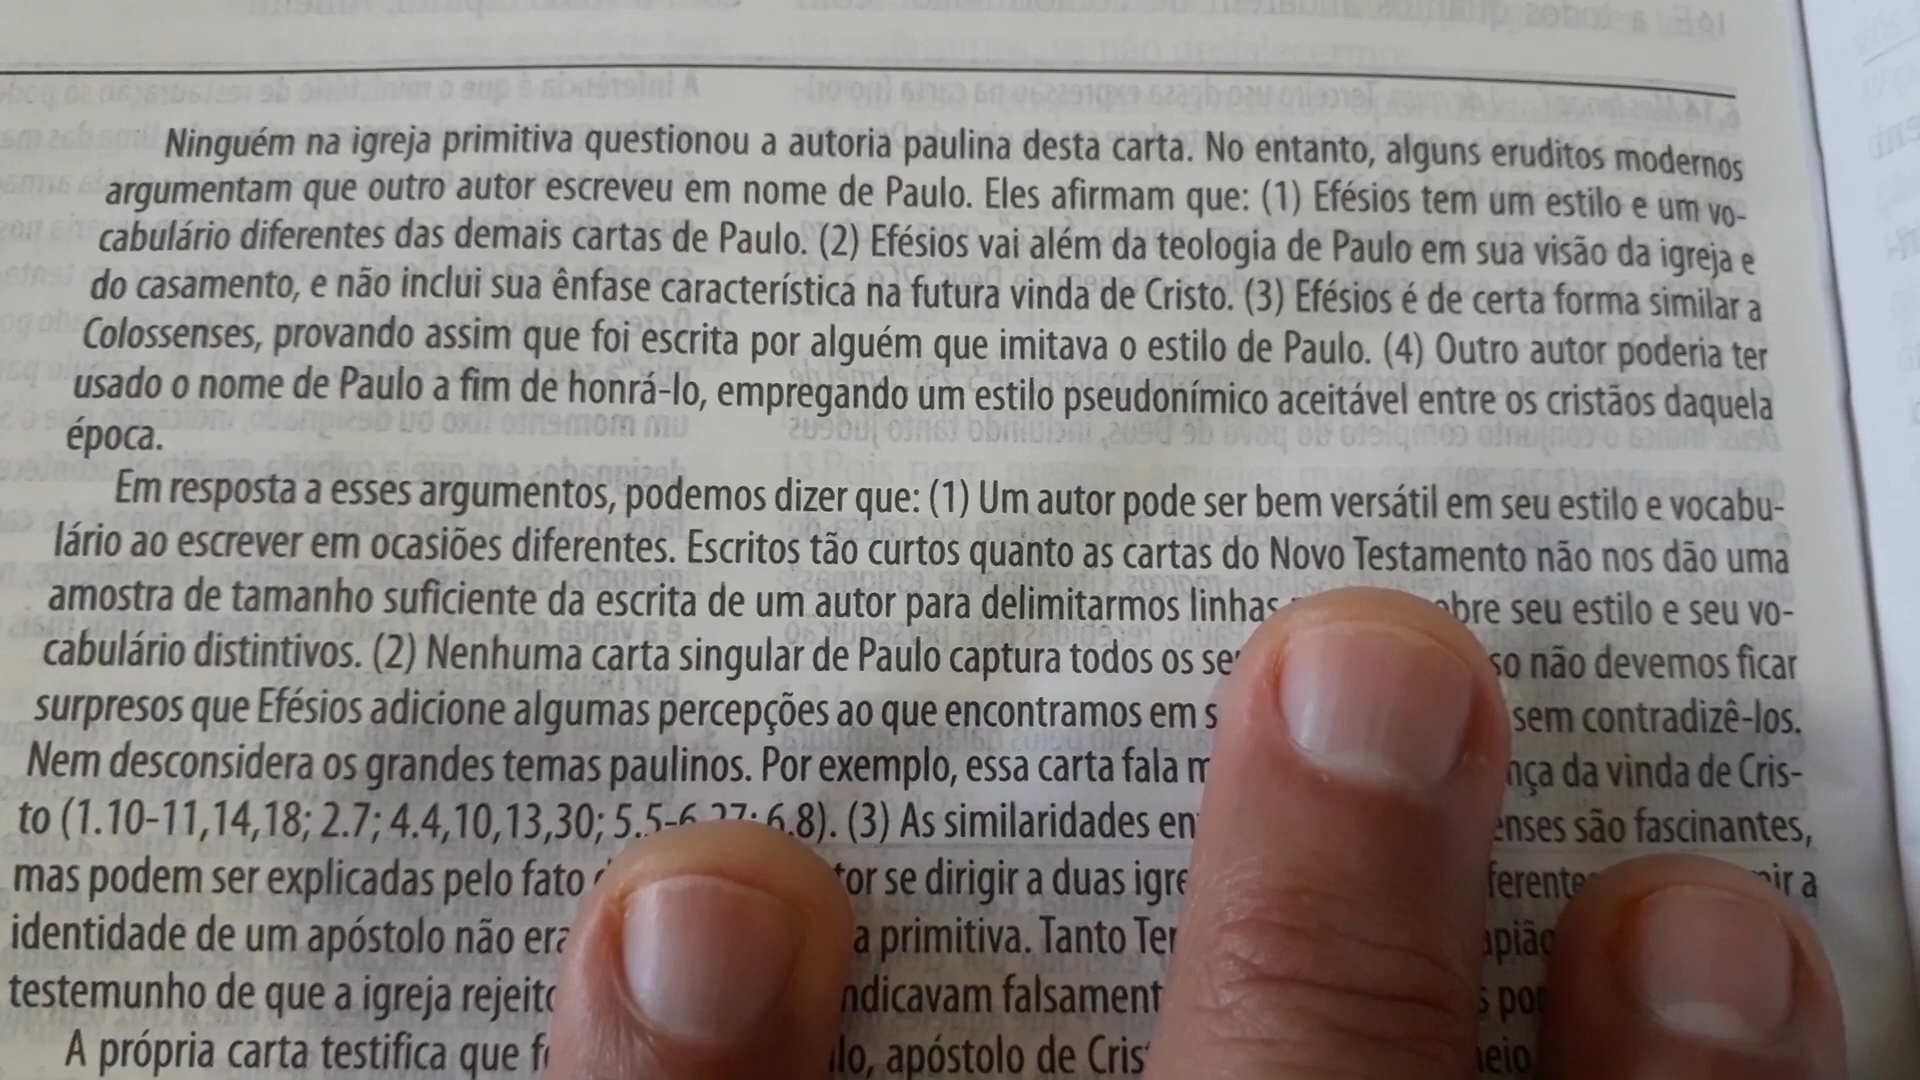 Ninguém na igreja primitiva questionou a autoria paulina desta carta. No entanto, alguns eruditos modernos
argumentam que outro autor escreveu em nome de Paulo. Eles afirmam que: (1) Efésios tem um estilo e um vo-
cabulário diferentes das demais cartas de Paulo. (2) Efésios vai além da teologia de Paulo em sua visão da igreja e
do casamento, e não inclui sua ênfase característica na futura vinda de Cristo. (3) Efésios é de certa forma similar a
Colossenses, provando assim que foi escrita por alguém que imitava o estilo de Paulo. (4) Outro autor poderia ter
usado o nome de Paulo a fim de honrá-lo, empregando um estilo pseudonímico aceitável entre os cristãos daquela
época.
Em resposta a esses argumentos, podemos dizer que: (1) Um autor pode ser bem versátil em seu estilo e vocabu-
lário ao escrever em ocasiões diferentes. Escritos tão curtos quanto as cartas do Novo Testamento não nos dão uma
amostra de tamanho suficiente da escrita de um autor para delimitarmos linhas seu estilo e seu vo-
cabulário distintivos. (2) Nenhuma carta singular de Paulo captura todos os não devemos ficar
surpresos que Efésios adicione algumas percepções ao que encontramos em sem contradizê-los.
Nem desconsidera os grandes temas paulinos. Por exemplo, essa carta fala da vinda de Cris-
to (1.10-11,14,18; 2.7; 4.4,10,13,30; 6.8). (3) As similaridades são fascinantes,
mas podem ser explicadas pelo fato se dirigir a duas a
identidade de um apóstolo não primitiva. Tanto
testemunho de que a igreja
A própria carta testifica que apóstolo de